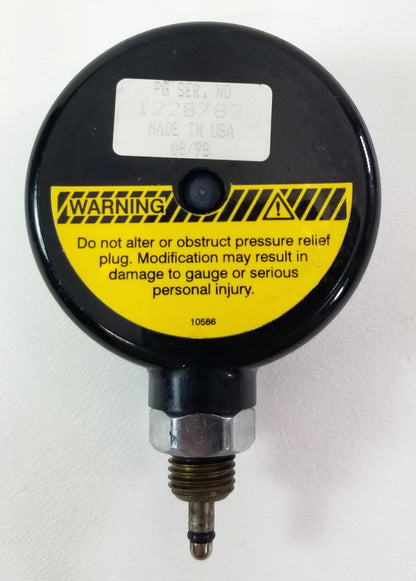 PG SER. NO
1228782
MADE IN USA
08/98
WARNING
Do not alter or obstruct pressure relief
plug. Modification may result in
damage to gauge or serious
personal injury.
10586